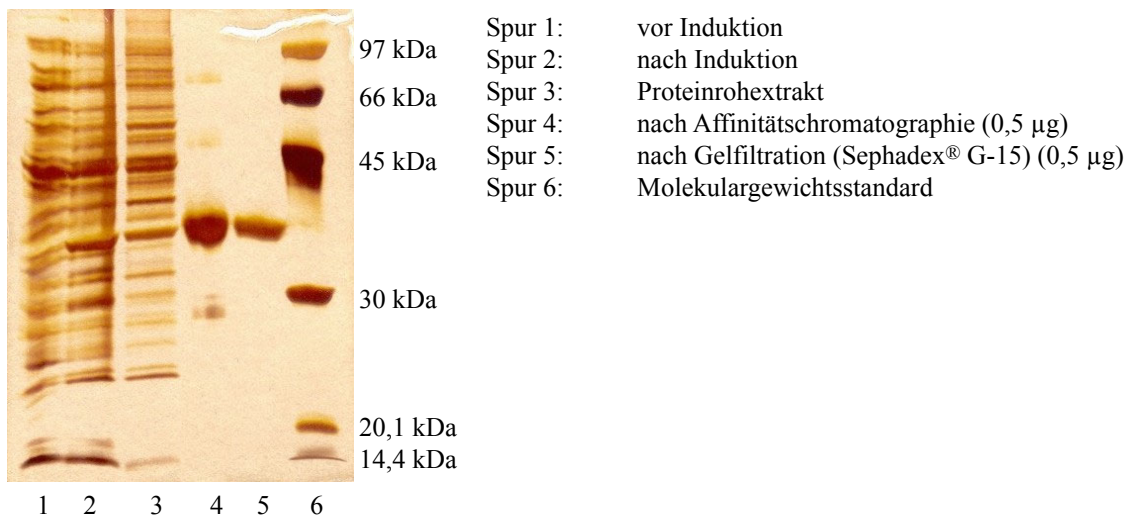 97 kDa
66 kDa
45 kDa
30 kDa
20,1 kDa
14,4 kDa
1 2 3 4 5 6
Spur 1: vor Induktion
Spur 2: nach Induktion
Spur 3: Proteinrohextrakt
Spur 4: nach Affinitätschromatographie (0,5 µg)
Spur 5: nach Gelfiltration (Sephadex® G-15) (0,5 µg)
Spur 6: Molekulargewichtsstandard